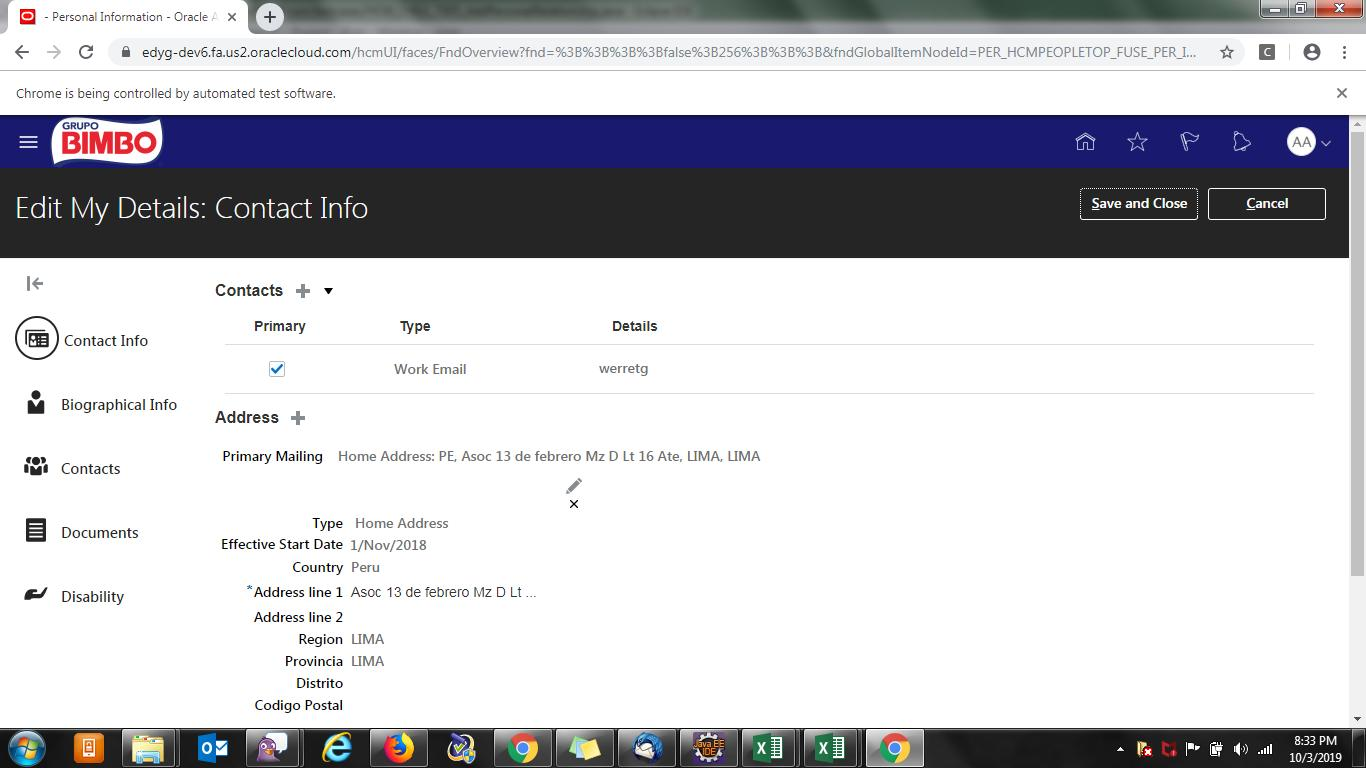 - Personal Information - Oracle A
edyg-dev6.fa.us2.oraclecloud.com/hcmUI/faces/FndOverview?fnd=%3B%3B%3B%3Bfalse%3B256%3B%3B%3B&fndGlobalItemNodeId=PER_HCMPEOPLETOP_FUSE_PER_I...
C
Chrome is being controlled by automated test software.
GRUPO
BIMBO
AA
Edit My Details: Contact Info
Save and Close
Cancel
Contacts
Primary Type Details
Contact Info
Work Email werretg
Biographical Info
Address
Primary Mailing Home Address: PE, Asoc 13 de febrero Mz D Lt 16 Ate, LIMA, LIMA
Contacts
Type Home Address
Documents
Effective Start Date 1/Nov/2018
Country Peru
*Address line 1 Asoc 13 de febrero Mz D Lt ...
Disability
Address line 2
Region LIMA
Provincia LIMA
Distrito
Codigo Postal
Java EE
IDE
8:33 PM
10/3/2019